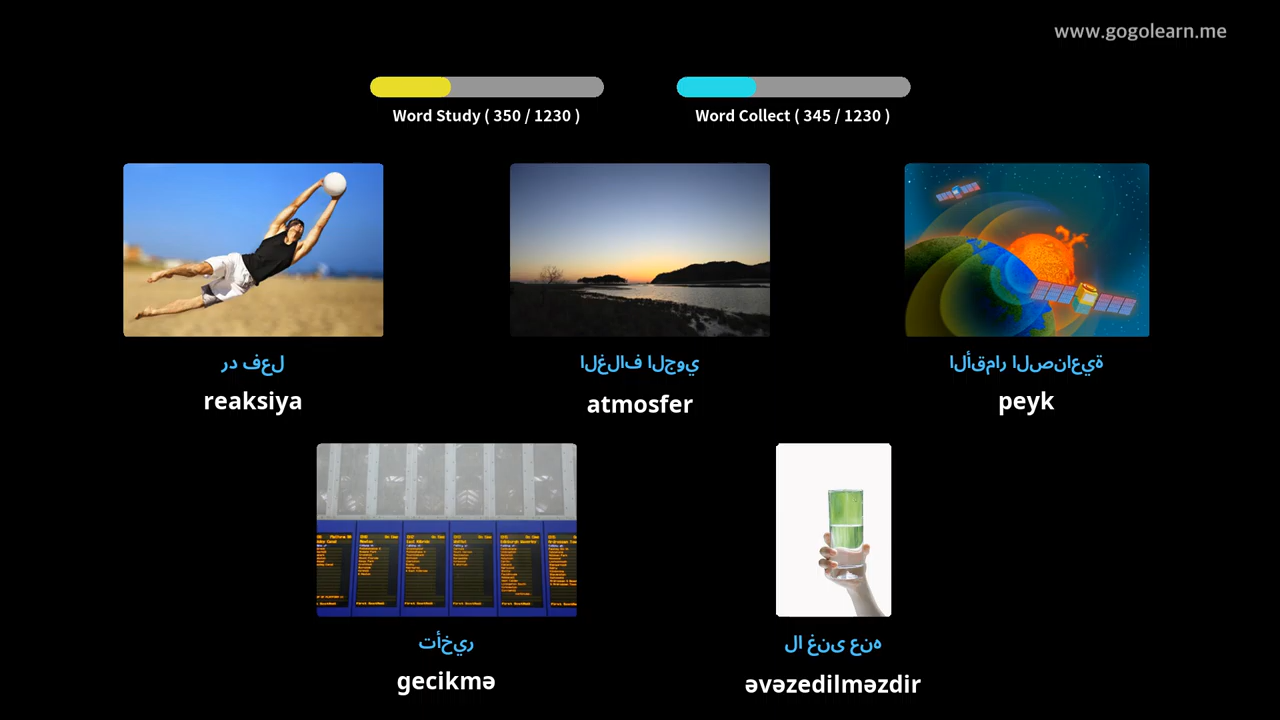 www.gogolearn.me
Word Study ( 350 / 1230 )
Word Collect ( 345 / 1230 )
رد فعل
الغلاف الجوي
الأقمار الصناعية
reaksiya
atmosfer
peyk
تأخير
لا غنى عنه
gecikmə
əvəzedilməzdir